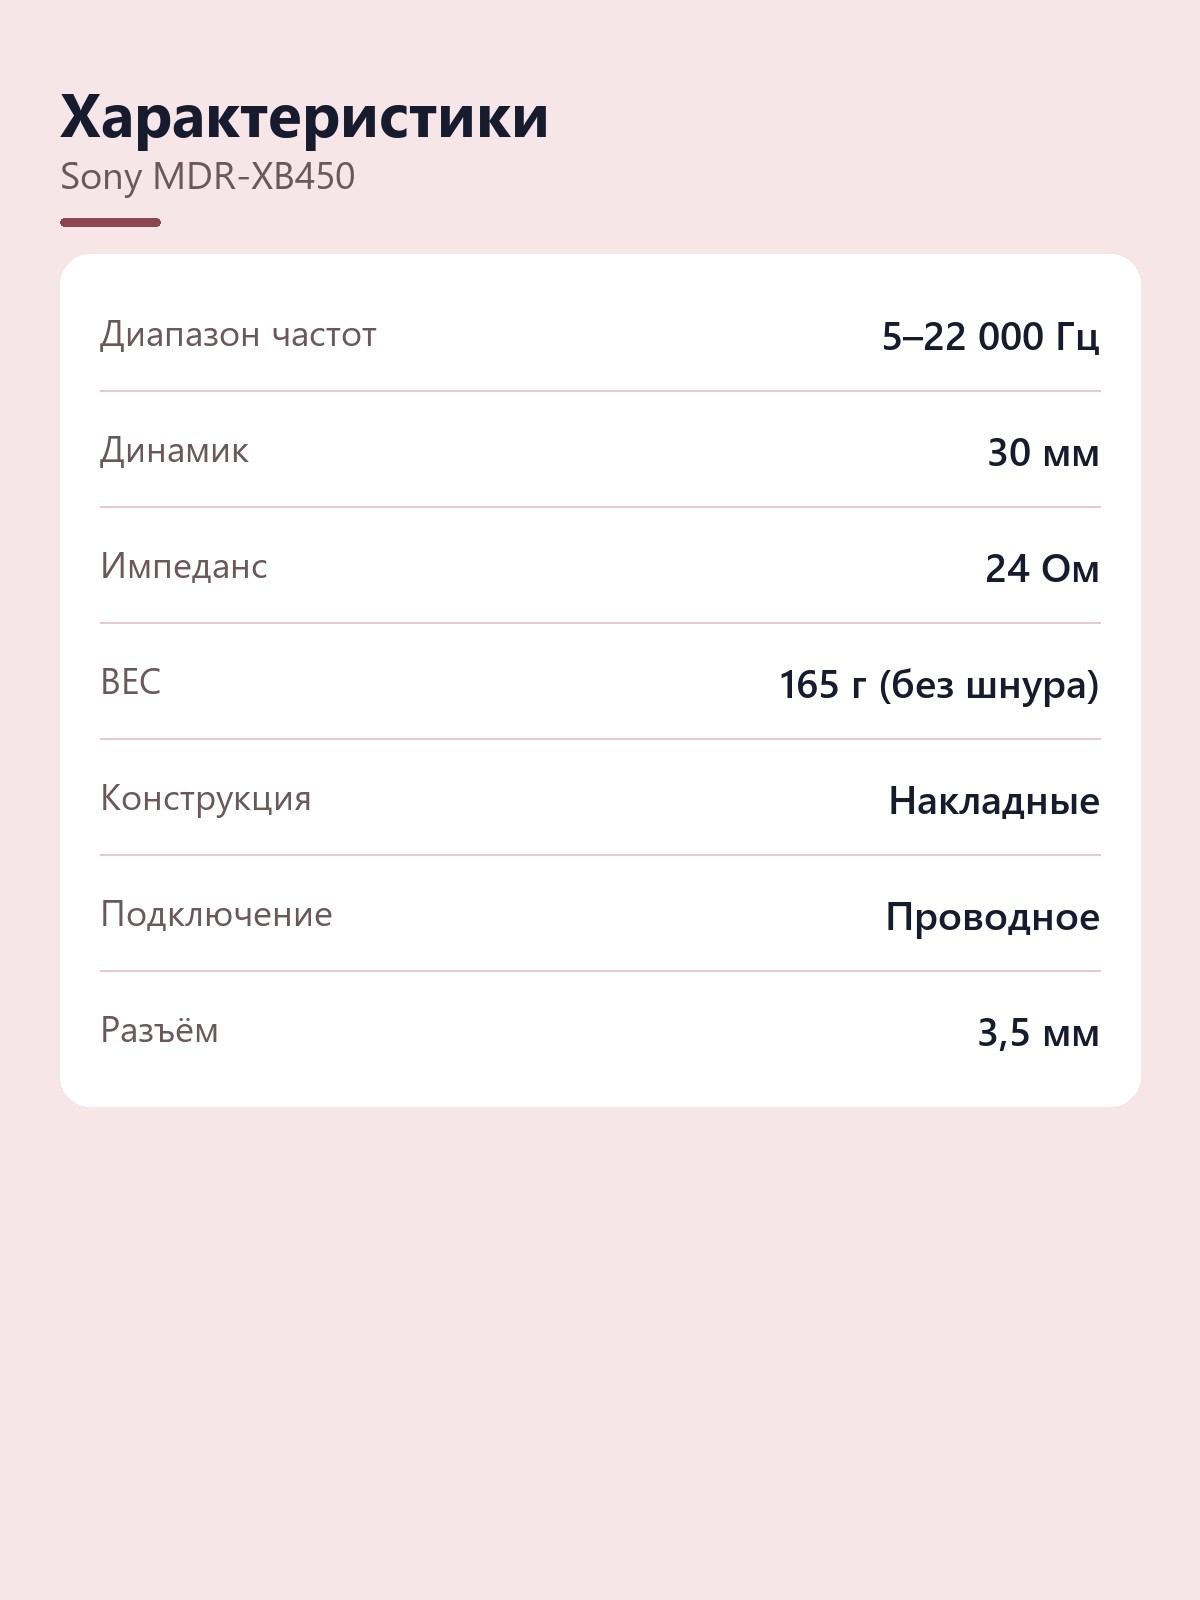 Характеристики
Sony MDR-XB450
Диапазон частот 5–22 000 Гц
Динамик 30 мм
Импеданс 24 Ом
ВЕС 165 г (без шнура)
Конструкция Накладные
Подключение Проводное
Разъём 3,5 мм